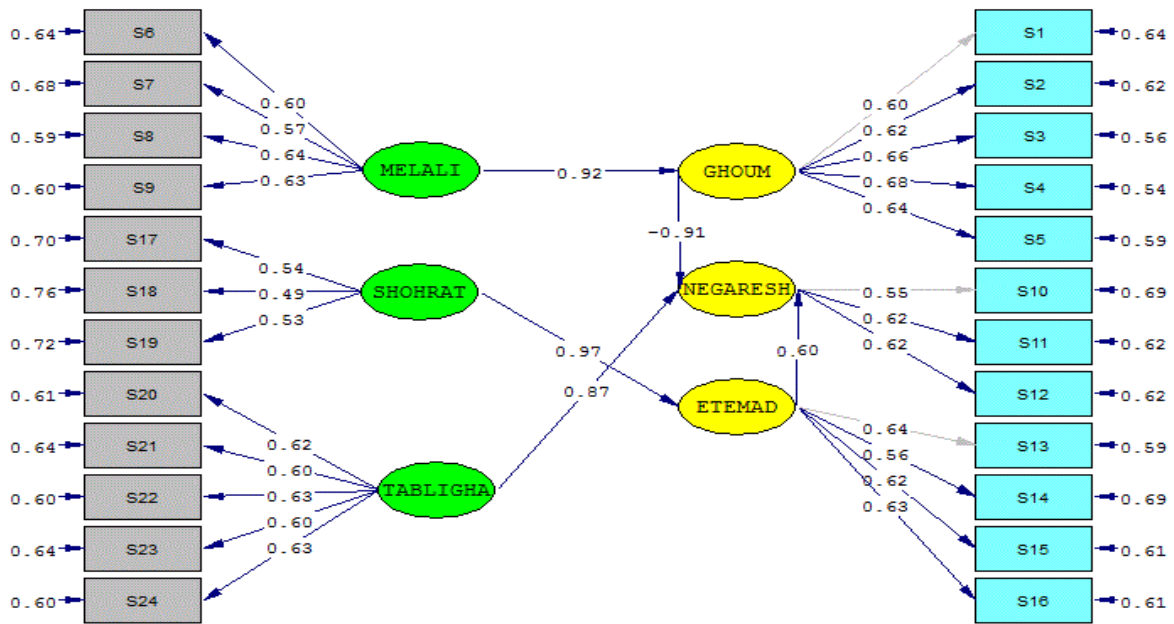 0.64 S6
0.68 S7
0.59 S8
0.60 S9
0.70 S17
0.76 S18
0.72 S19
0.61 S20
0.64 S21
0.60 S22
0.64 S23
0.60 S24
0.60
0.57
0.64
0.63
0.54
0.49
0.53
0.62
0.60
0.63
0.60
0.63
MELALI
SHOHRAT
TABLIGHA
0.92
-0.91
0.97
0.87
0.60
GHOUM
NEGARESH
ETEMAD
0.60
0.62
0.66
0.68
0.64
0.55
0.62
0.62
0.64
0.56
0.62
0.63
S1 0.64
S2 0.62
S3 0.56
S4 0.54
S5 0.59
S10 0.69
S11 0.62
S12 0.62
S13 0.59
S14 0.69
S15 0.61
S16 0.61